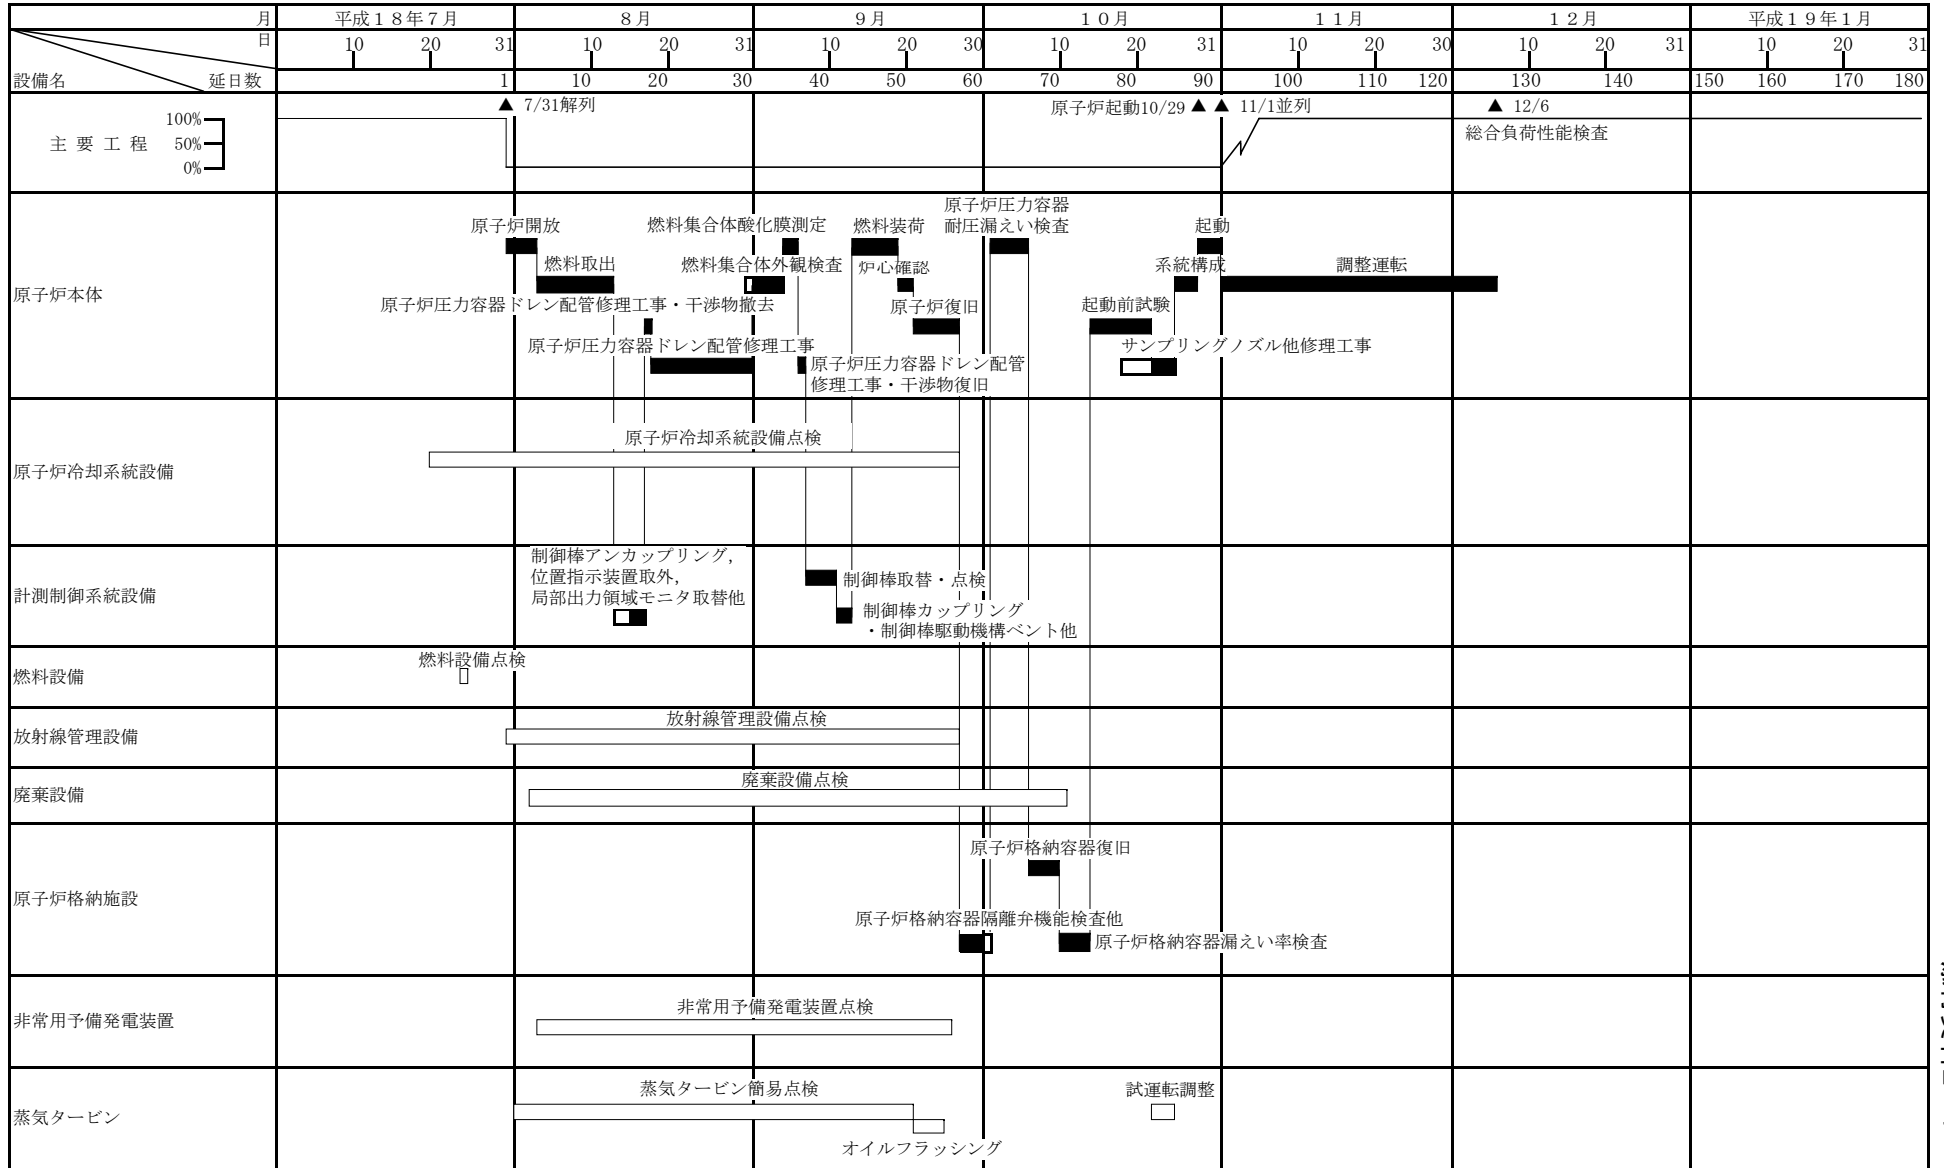 月 平成１８年７月 ８月 ９月 １０月 １１月 １２月 平成１９年１月
日 10 20 31 10 20 31 10 20 30 10 20 31 10 20 30 10 20 31 10 20 31
設備名 延日数 1 10 20 30 40 50 60 70 80 90 100 110 120 130 140 150 160 170 180
▲ 7/31解列 原子炉起動10/29 ▲ ▲ 11/1並列 ▲ 12/6
総合負荷性能検査
主要工程
100%
50%
0%
原子炉本体
原子炉開放
燃料集合体酸化膜測定
燃料装荷
原子炉圧力容器
耐圧漏えい検査
起動
燃料取出
燃料集合体外観検査
炉心確認
系統構成
調整運転
原子炉圧力容器ドレン配管修理工事・干渉物撤去
原子炉復旧
起動前試験
原子炉圧力容器ドレン配管修理工事
サンプリングノズル他修理工事
原子炉圧力容器ドレン配管
修理工事・干渉物復旧
原子炉冷却系統設備
原子炉冷却系統設備点検
計測制御系統設備
制御棒アンカップリング，
位置指示装置取外，
局部出力領域モニタ取替他
制御棒取替・点検
制御棒カップリング
・制御棒駆動機構ベント他
燃料設備
燃料設備点検
放射線管理設備
放射線管理設備点検
廃棄設備
廃棄設備点検
原子炉格納施設
原子炉格納容器復旧
原子炉格納容器隔離弁機能検査他
原子炉格納容器漏えい率検査
非常用予備発電装置
非常用予備発電装置点検
蒸気タービン
蒸気タービン簡易点検
試運転調整
オイルフラッシング